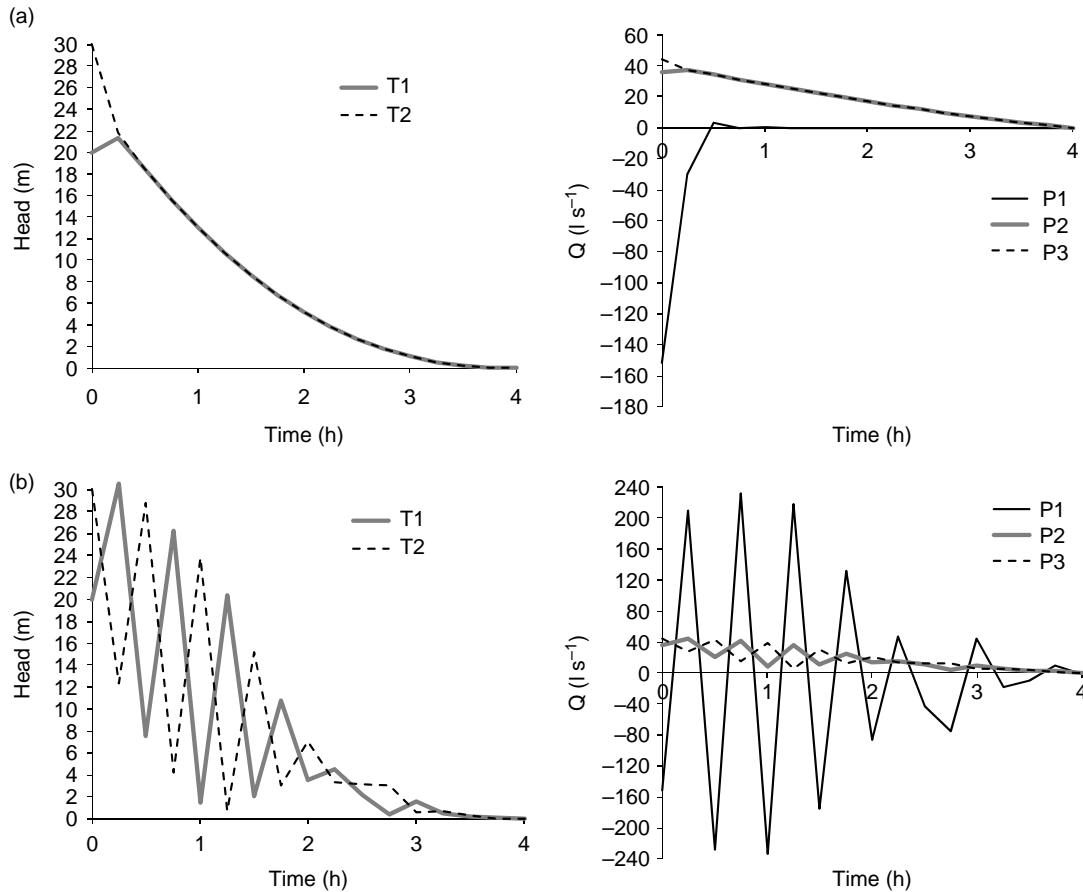 (a)
Head (m)
30
28
26
24
22
20
18
16
14
12
10
8
6
4
2
0
0 1 2 3 4
Time (h)
T1
T2
Q (l s⁻¹)
60
40
20
0
–20
–40
–60
–80
–100
–120
–140
–160
–180
0 1 2 3 4
Time (h)
P1
P2
P3
(b)
Head (m)
30
28
26
24
22
20
18
16
14
12
10
8
6
4
2
0
0 1 2 3 4
Time (h)
T1
T2
Q (l s⁻¹)
240
200
160
120
80
40
0
–40
–80
–120
–160
–200
–240
0 1 2 3 4
Time (h)
P1
P2
P3